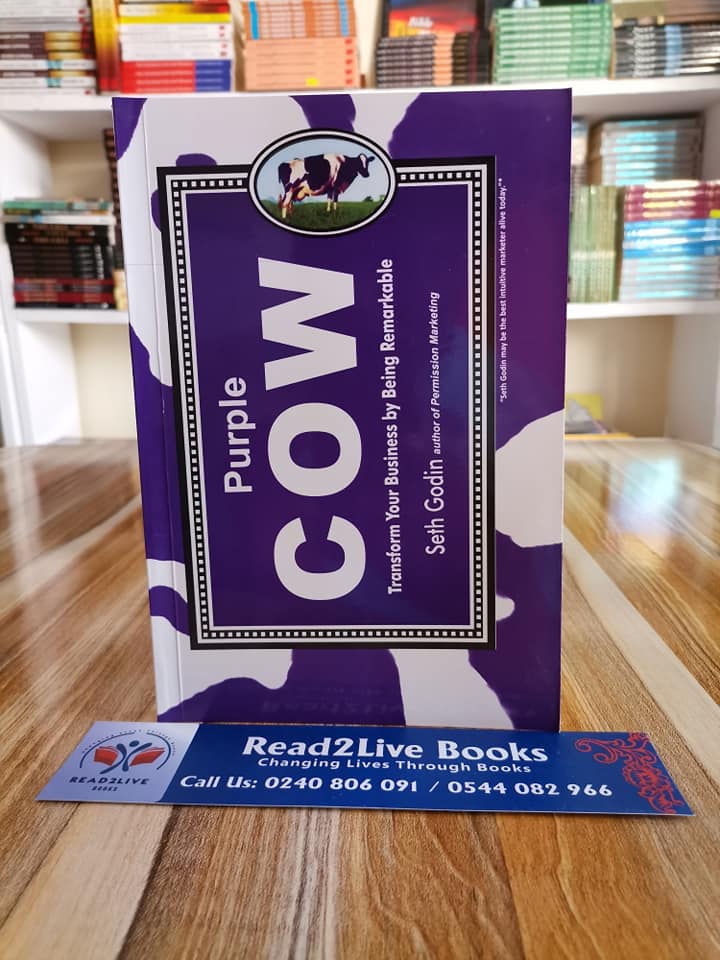 Purple
COW
Transform Your Business by Being Remarkable
Seth Godin author of Permission Marketing
"Seth Godin may be the best intuitive marketer alive today."*
Read2Live Books
Changing Lives Through Books
Call Us: 0240 806 091 / 0544 082 966
READ2LIVE
BOOKS